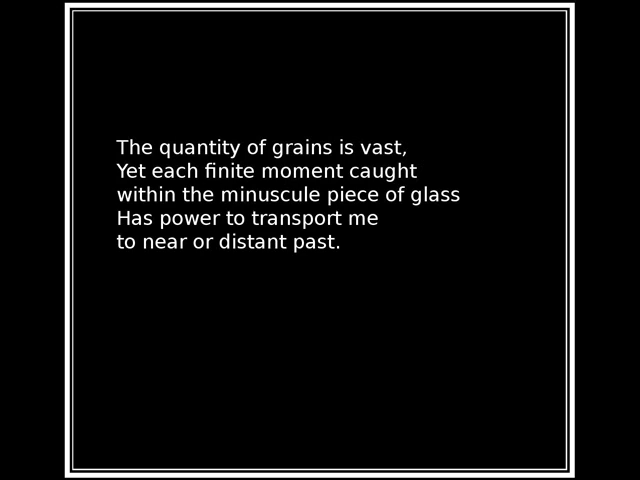 The quantity of grains is vast,
Yet each finite moment caught
within the minuscule piece of glass
Has power to transport me
to near or distant past.